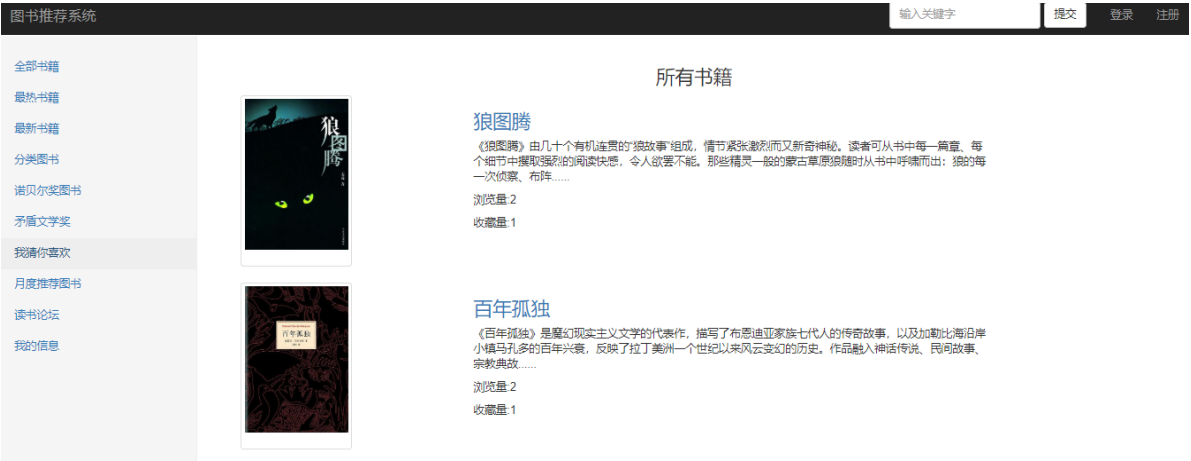 图书推荐系统
输入关键字
提交
登录
注册
全部书籍
最热书籍
最新书籍
分类图书
诺贝尔奖图书
矛盾文学奖
我猜你喜欢
月度推荐图书
读书论坛
我的信息
所有书籍
狼图腾
狼图腾
《狼图腾》由几十个有机连贯的“狼故事”组成，情节紧张激烈而又新奇神秘。读者可从书中每一篇章、每
个细节中攫取强烈的阅读快感，令人欲罢不能。那些精灵一般的蒙古草原狼随时从书中呼啸而出：狼的每
一次侦察、布阵......
浏览量:2
收藏量:1
百年孤独
百年孤独
《百年孤独》是魔幻现实主义文学的代表作，描写了布恩迪亚家族七代人的传奇故事，以及加勒比海沿岸
小镇马孔多的百年兴衰，反映了拉丁美洲一个世纪以来风云变幻的历史。作品融入神话传说、民间故事、
宗教典故......
浏览量:2
收藏量:1